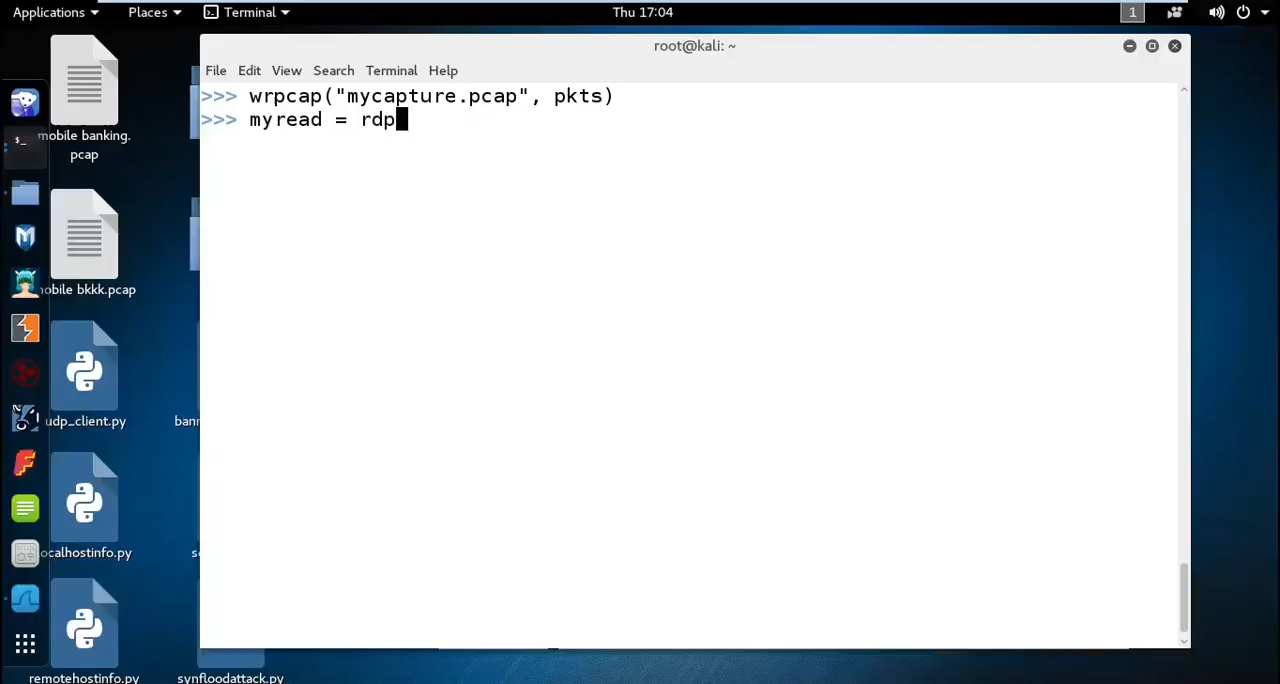 Applications Places Terminal Thu 17:04 1
root@kali: ~
File Edit View Search Terminal Help
>>> wrpcap("mycapture.pcap", pkts)
>>> myread = rdp
mobile banking.
pcap
obile bkkk.pcap
udp_client.py
bann
ocalhostinfo.py
remotehostinfo.py
synfloodattack.py